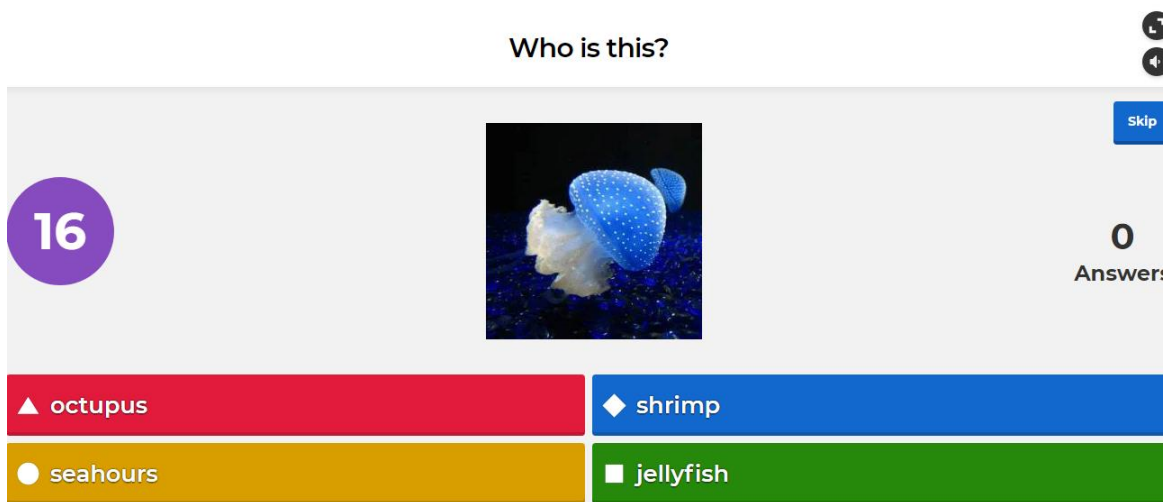 Who is this?
Skip
16
0
Answers
octupus
shrimp
seahours
jellyfish